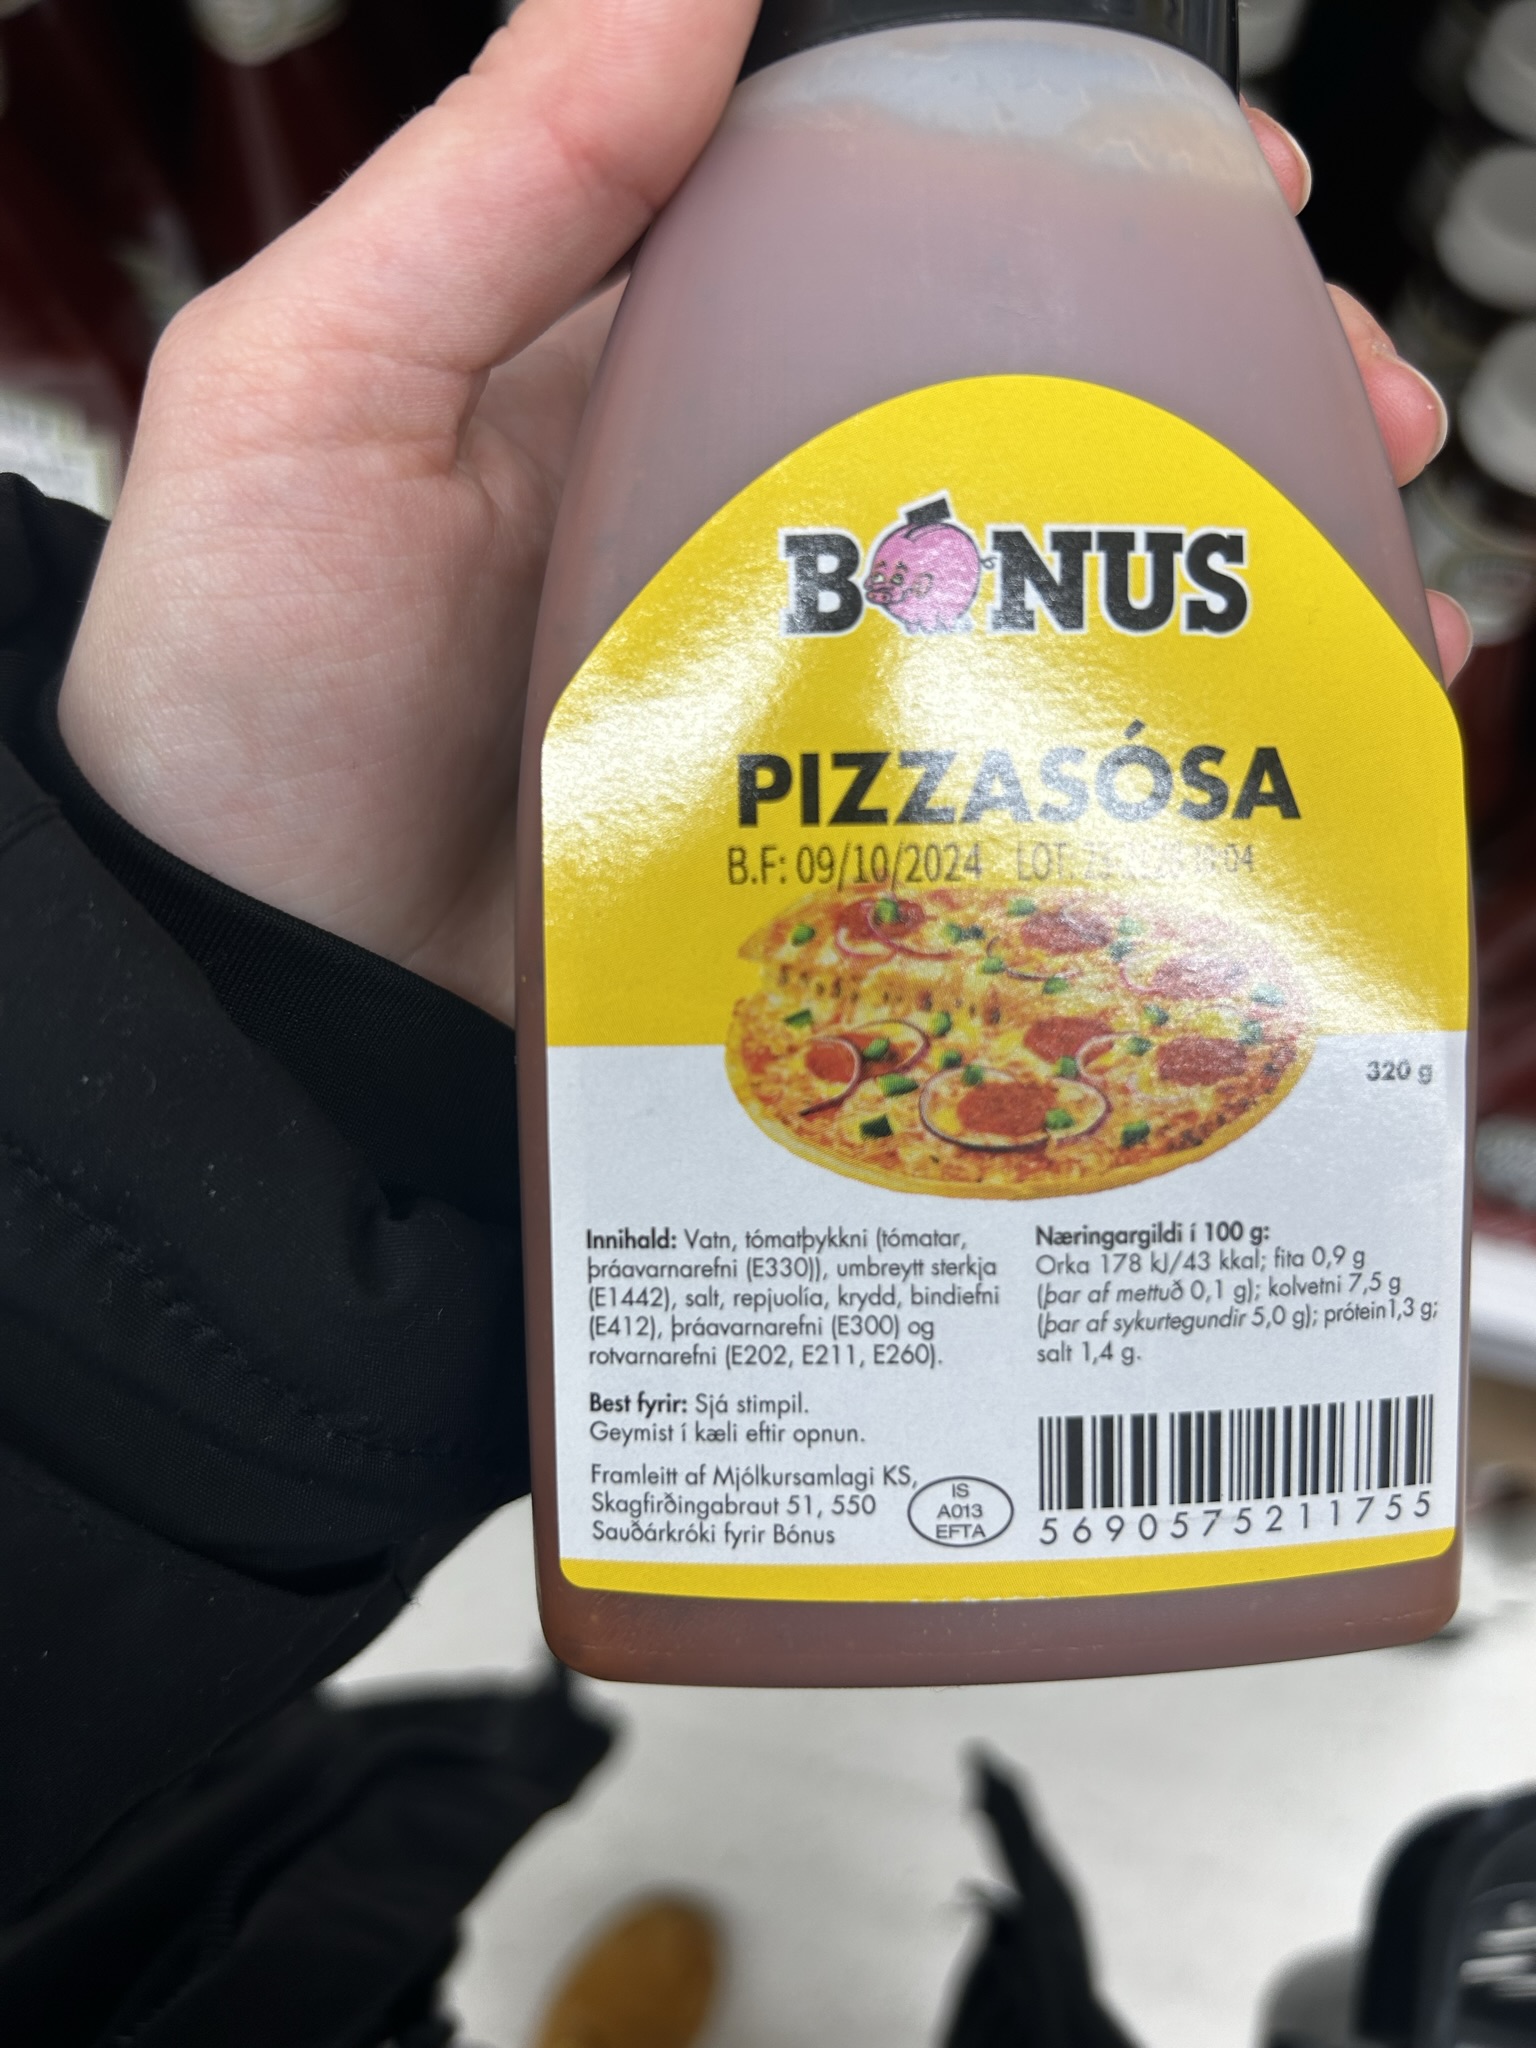 BÓNUS
PIZZASÓSA
B.F: 09/10/2024 LOT:
320 g
Innihald: Vatn, tómatþykkni (tómatar,
þráavarnarefni (E330)), umbreytt sterkja
(E1442), salt, repjuolía, krydd, bindiefni
(E412), þráavarnarefni (E300) og
rotvarnarefni (E202, E211, E260).
Best fyrir: Sjá stimpil.
Geymist í kæli eftir opnun.
Framleitt af Mjólkursamlagi KS,
Skagfirðingabraut 51, 550
Sauðárkróki fyrir Bónus
IS
A013
EFTA
Næringargildi í 100 g:
Orka 178 kJ/43 kkal; fita 0,9 g
(þar af mettuð 0,1 g); kolvetni 7,5 g
(þar af sykurtegundir 5,0 g); prótein1,3 g;
salt 1,4 g.
5690575211755